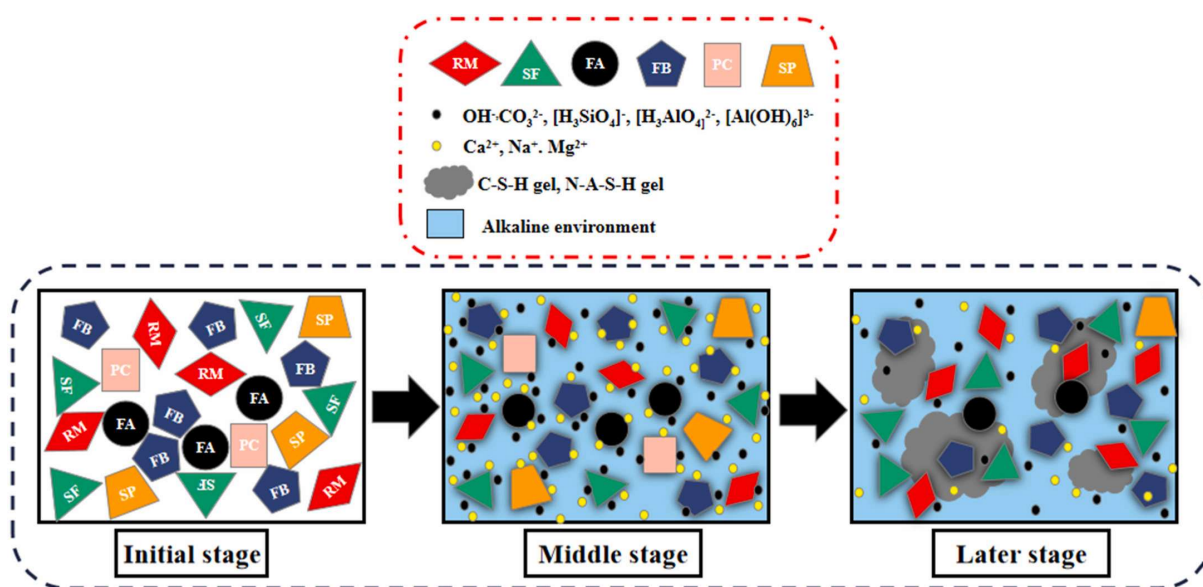 RM SF FA FB PC SP
OH⁻،CO₃²⁻, [H₃SiO₄]⁻, [H₃AlO₄]²⁻, [Al(OH)₆]³⁻
Ca²⁺, Na⁺. Mg²⁺
C-S-H gel, N-A-S-H gel
Alkaline environment
FB RM FB SF SP
SF PC RM FB
RM FA FB FA SF
FB FA PC SP
SF SP SF FB RM
Initial stage
Middle stage
Later stage